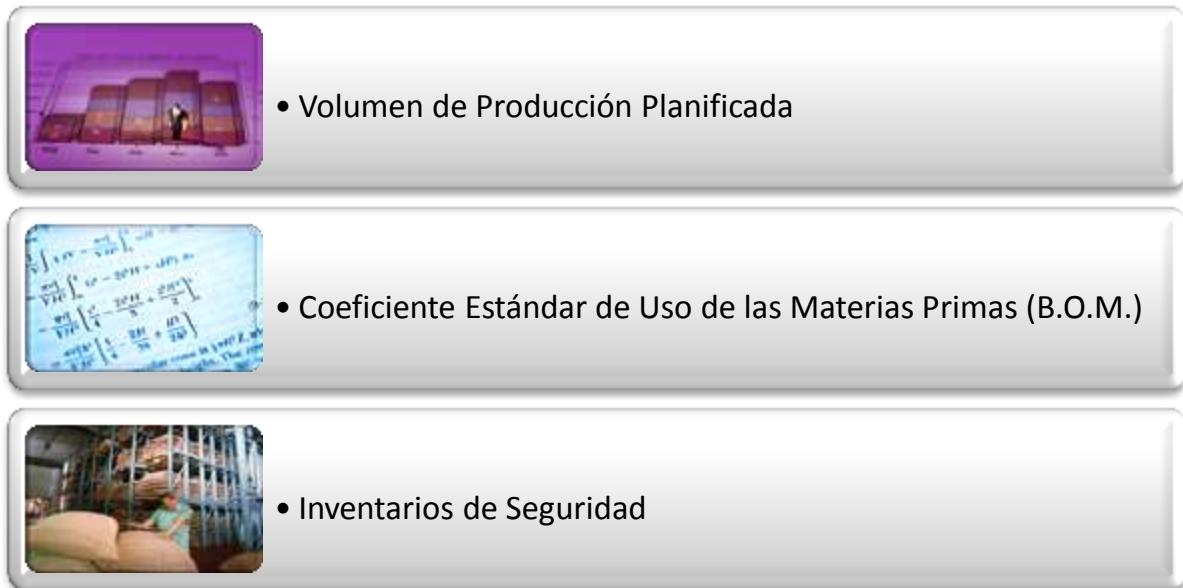 • Volumen de Producción Planificada
• Coeficiente Estándar de Uso de las Materias Primas (B.O.M.)
• Inventarios de Seguridad